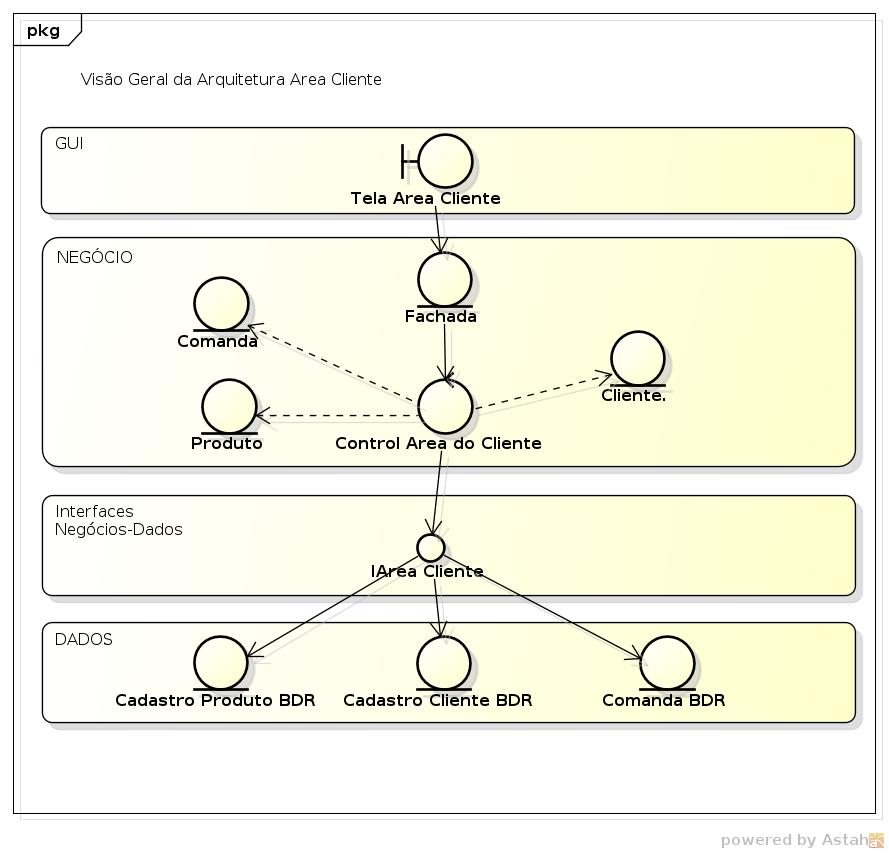 pkg
Visão Geral da Arquitetura Area Cliente
GUI
Tela Area Cliente
NEGÓCIO
Fachada
Comanda
Cliente.
Produto
Control Area do Cliente
Interfaces
Negócios-Dados
IArea Cliente
DADOS
Cadastro Produto BDR
Cadastro Cliente BDR
Comanda BDR
powered by Astah